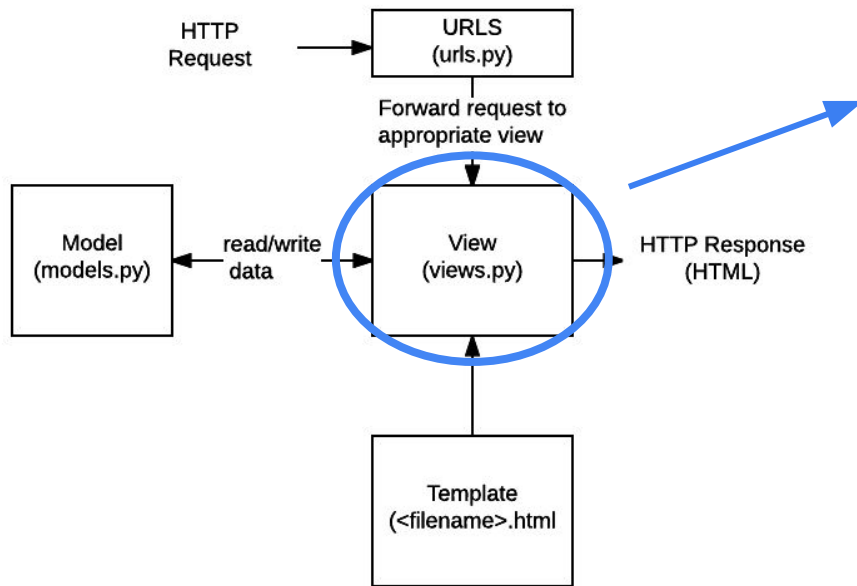 HTTP
Request
URLS
(urls.py)
Forward request to
appropriate view
Model
(models.py)
read/write
data
View
(views.py)
HTTP Response
(HTML)
Template
(<filename>.html